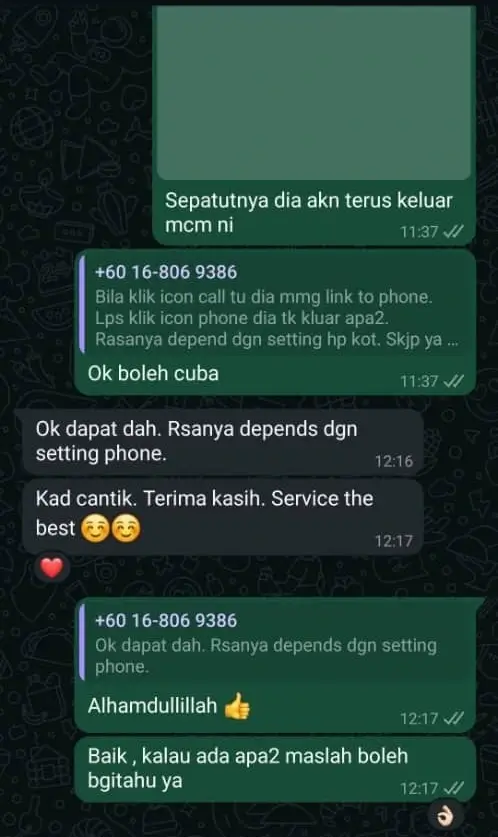 Sepatutnya dia akn terus keluar
mcm ni
11:37
+60 16-806 9386
Bila klik icon call tu dia mmg link to phone.
Lps klik icon phone dia tk kluar apa2.
Rasanya depend dgn setting hp kot. Skjp ya ...
Ok boleh cuba
11:37
Ok dapat dah. Rsanya depends dgn
setting phone.
12:16
Kad cantik. Terima kasih. Service the
best 😊😊
12:17
❤️
+60 16-806 9386
Ok dapat dah. Rsanya depends dgn setting
phone.
Alhamdullillah 👍
12:17
Baik , kalau ada apa2 maslah boleh
bgitahu ya
12:17
👌🏻